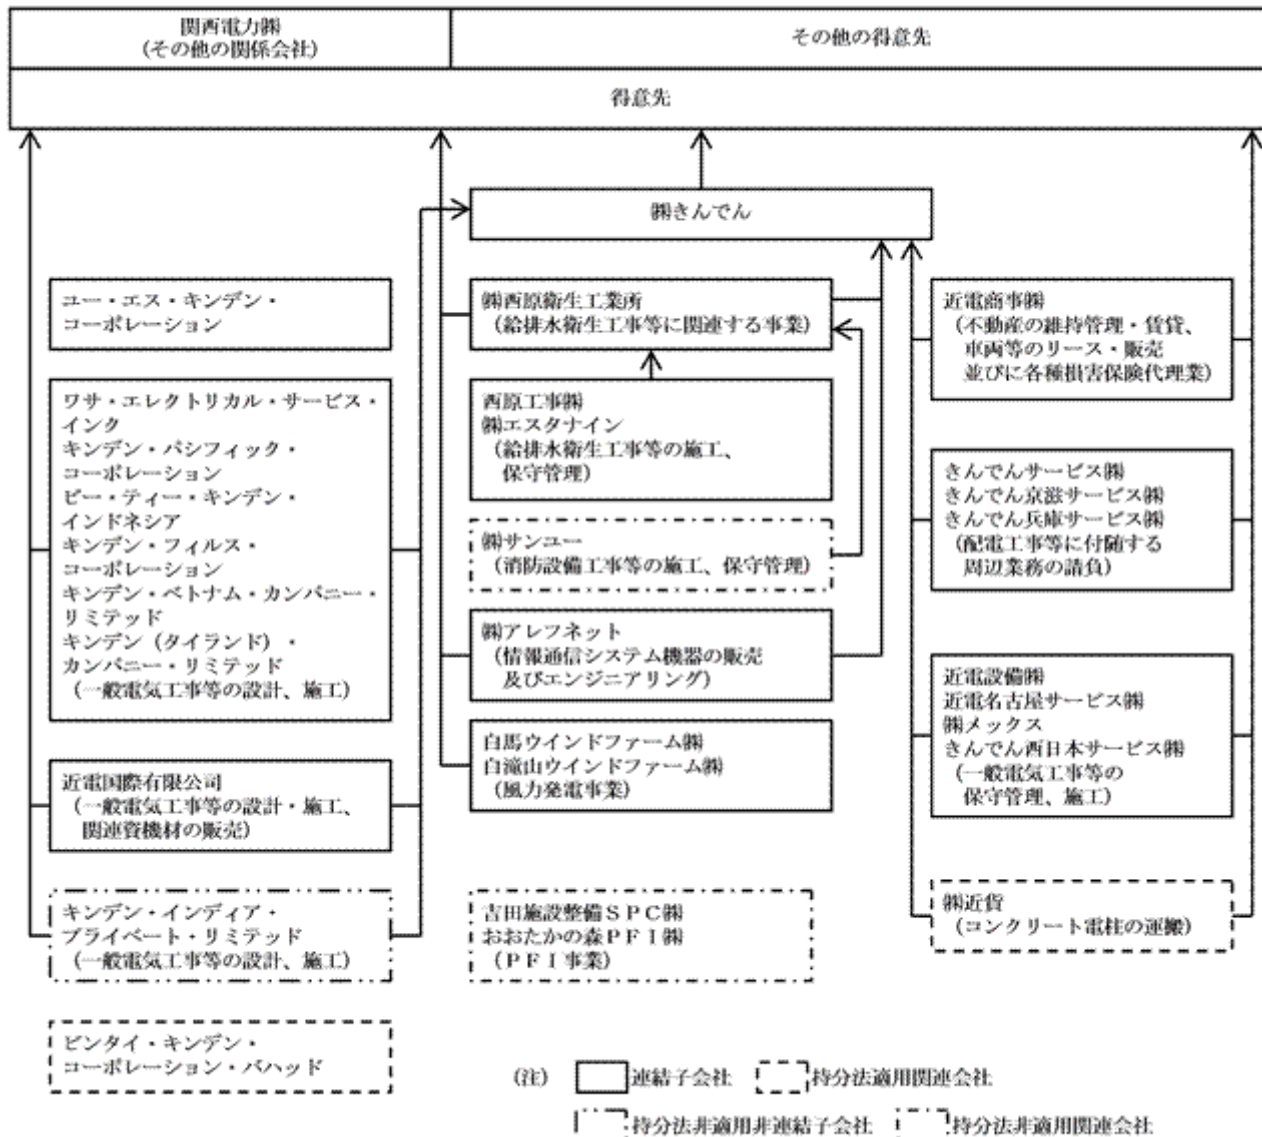 関西電力㈱
(その他の関係会社)
その他の得意先
得意先
㈱きんでん
ユー・エス・キンデン・
コーポレーション
ワサ・エレクトリカル・サービス・
インク
キンデン・パシフィック・
コーポレーション
ピー・ティー・キンデン・
インドネシア
キンデン・フィルス・
コーポレーション
キンデン・ベトナム・カンパニー・
リミテッド
キンデン（タイランド）・
カンパニー・リミテッド
（一般電気工事等の設計、施工）
近電国際有限公司
（一般電気工事等の設計・施工、
関連資機材の販売）
キンデン・インディア・
プライベート・リミテッド
（一般電気工事等の設計、施工）
ビンタイ・キンデン・
コーポレーション・バハッド
㈱西原衛生工業所
（給排水衛生工事等に関連する事業）
西原工事㈱
㈱エスタナイン
（給排水衛生工事等の施工、
保守管理）
㈱サンユー
（消防設備工事等の施工、保守管理）
㈱アレフネット
（情報通信システム機器の販売
及びエンジニアリング）
白馬ウインドファーム㈱
白滝山ウインドファーム㈱
（風力発電事業）
吉田施設整備ＳＰＣ㈱
おおたかの森ＰＦＩ㈱
（ＰＦＩ事業）
近電商事㈱
（不動産の維持管理・賃貸、
車両等のリース・販売
並びに各種損害保険代理業）
きんでんサービス㈱
きんでん京滋サービス㈱
きんでん兵庫サービス㈱
（配電工事等に付随する
周辺業務の請負）
近電設備㈱
近電名古屋サービス㈱
㈱メックス
きんでん西日本サービス㈱
（一般電気工事等の
保守管理、施工）
㈱近貨
（コンクリート電柱の運搬）
(注) 連結子会社 持分法適用関連会社
持分法非適用非連結子会社 持分法非適用関連会社